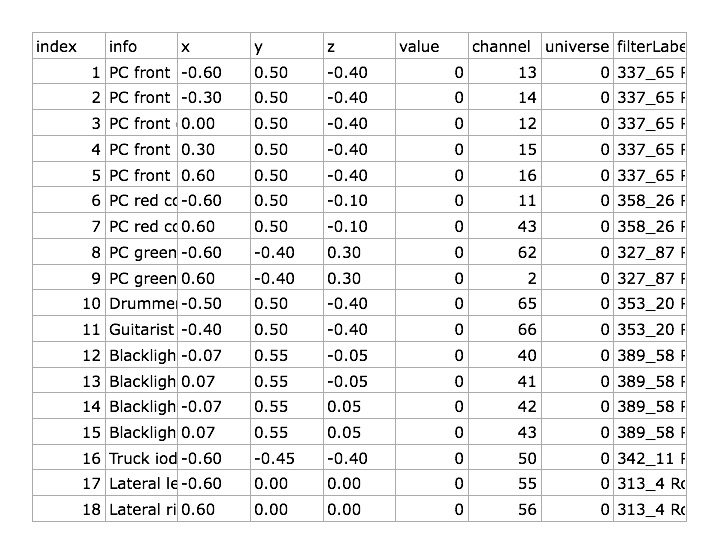 index info x y z value channel universe filterLabe
1 PC front -0.60 0.50 -0.40 0 13 0 337_65 F
2 PC front -0.30 0.50 -0.40 0 14 0 337_65 F
3 PC front 0.00 0.50 -0.40 0 12 0 337_65 F
4 PC front 0.30 0.50 -0.40 0 15 0 337_65 F
5 PC front 0.60 0.50 -0.40 0 16 0 337_65 F
6 PC red co -0.60 0.50 -0.10 0 11 0 358_26 F
7 PC red co 0.60 0.50 -0.10 0 43 0 358_26 F
8 PC green -0.60 -0.40 0.30 0 62 0 327_87 F
9 PC green 0.60 -0.40 0.30 0 2 0 327_87 F
10 Drummer -0.50 0.50 -0.40 0 65 0 353_20 F
11 Guitarist -0.40 0.50 -0.40 0 66 0 353_20 F
12 Blackligh -0.07 0.55 -0.05 0 40 0 389_58 F
13 Blackligh 0.07 0.55 -0.05 0 41 0 389_58 F
14 Blackligh -0.07 0.55 0.05 0 42 0 389_58 F
15 Blackligh 0.07 0.55 0.05 0 43 0 389_58 F
16 Truck iod -0.60 -0.45 -0.40 0 50 0 342_11 F
17 Lateral le -0.60 0.00 0.00 0 55 0 313_4 Ro
18 Lateral ri 0.60 0.00 0.00 0 56 0 313_4 Ro